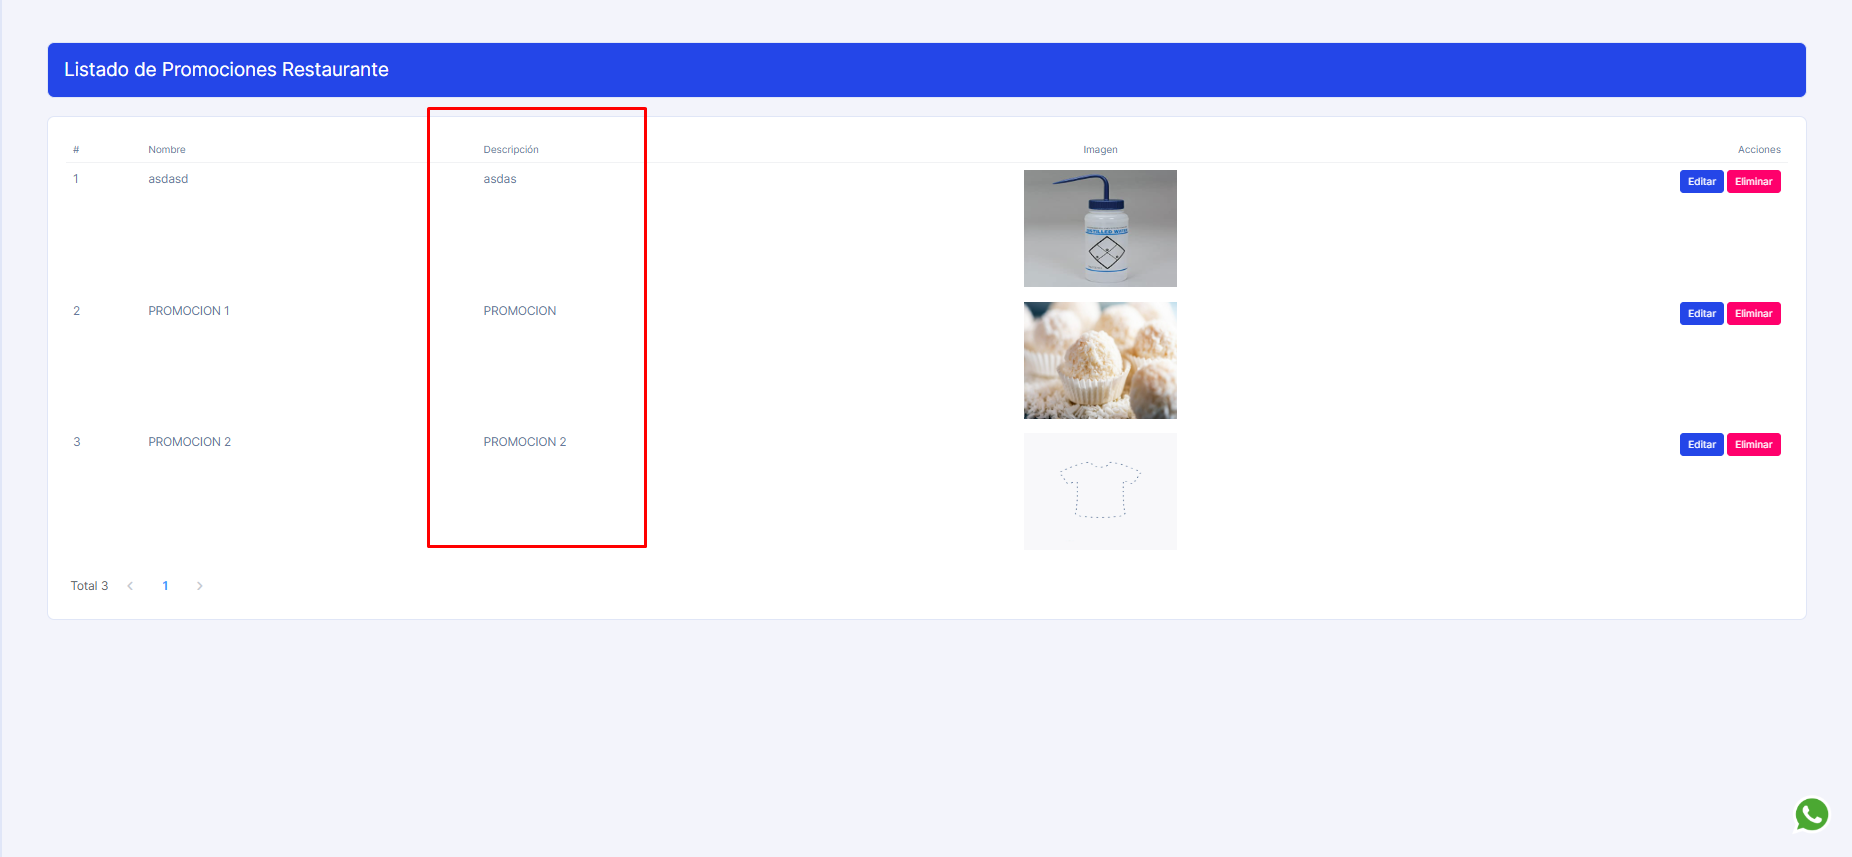 Listado de Promociones Restaurante
# Nombre Descripción Imagen Acciones
1 asdasd asdas Editar Eliminar
2 PROMOCION 1 PROMOCION Editar Eliminar
3 PROMOCION 2 PROMOCION 2 Editar Eliminar
Total 3 1